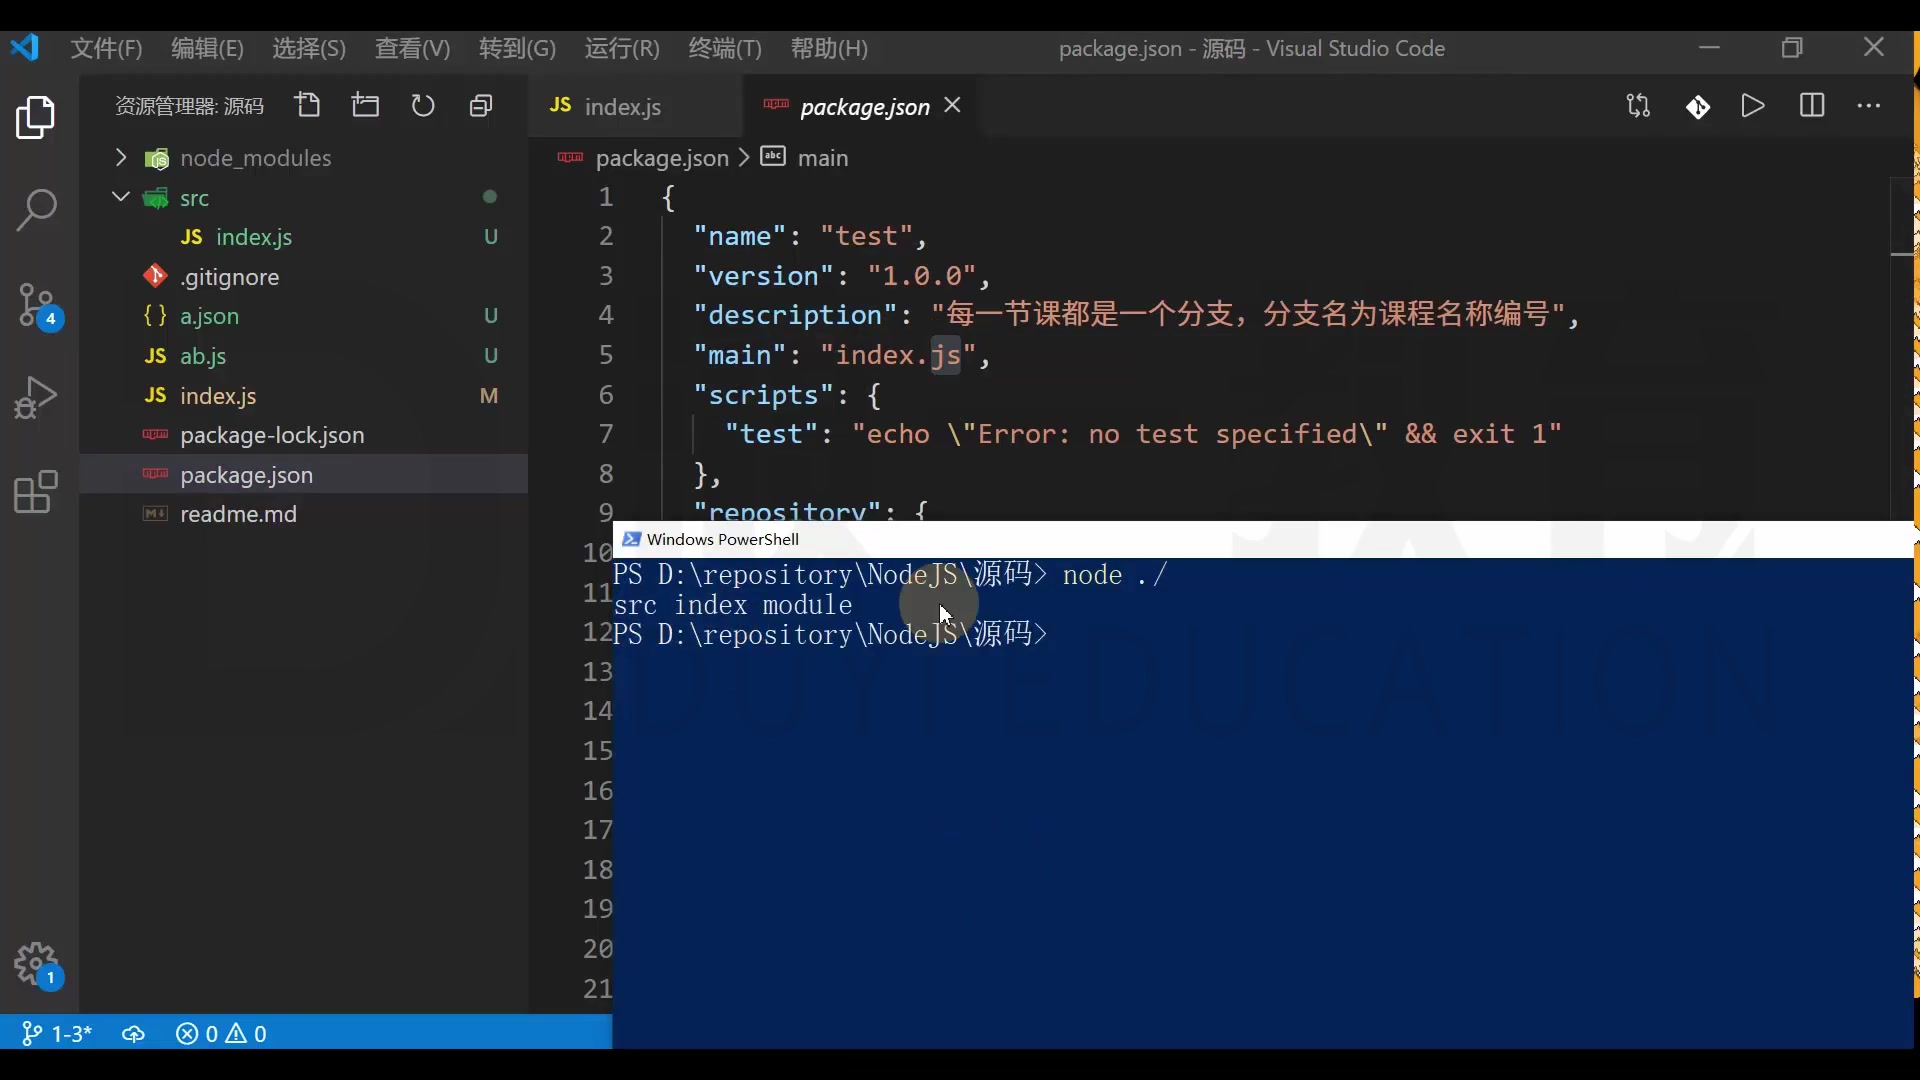 文件(F) 编辑(E) 选择(S) 查看(V) 转到(G) 运行(R) 终端(T) 帮助(H) package.json - 源码 - Visual Studio Code
资源管理器: 源码
node_modules
src
JS index.js U
.gitignore
{ } a.json U
JS ab.js U
JS index.js M
package-lock.json
package.json
readme.md
4
1
JS index.js package.json
package.json > abc main
1 {
2 "name": "test",
3 "version": "1.0.0",
4 "description": "每一节课都是一个分支，分支名为课程名称编号",
5 "main": "index.js",
6 "scripts": {
7 "test": "echo \"Error: no test specified\" && exit 1"
8 },
9 "repository": {
10
11
12
13
14
15
16
17
18
19
20
21
Windows PowerShell
PS D:\repository\NodeJS\源码> node ./
src index module
PS D:\repository\NodeJS\源码>
DUYI EDUCATION
1-3* 0 0